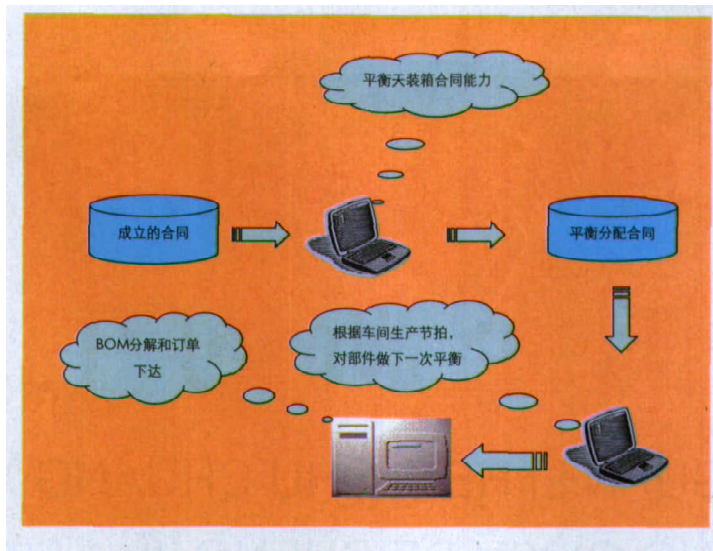 平衡天装箱合同能力
成立的合同
平衡分配合同
BOM分解和订单
下达
根据车间生产节拍，
对部件做下一次平衡